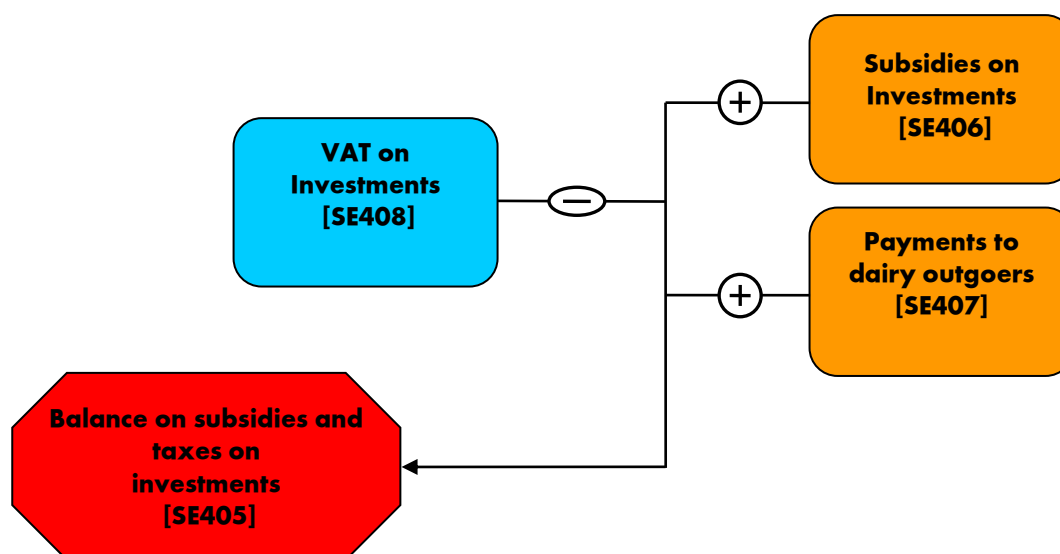 Subsidies on
Investments
[SE406]
VAT on
Investments
[SE408]
Payments to
dairy outgoers
[SE407]
Balance on subsidies and
taxes on
investments
[SE405]